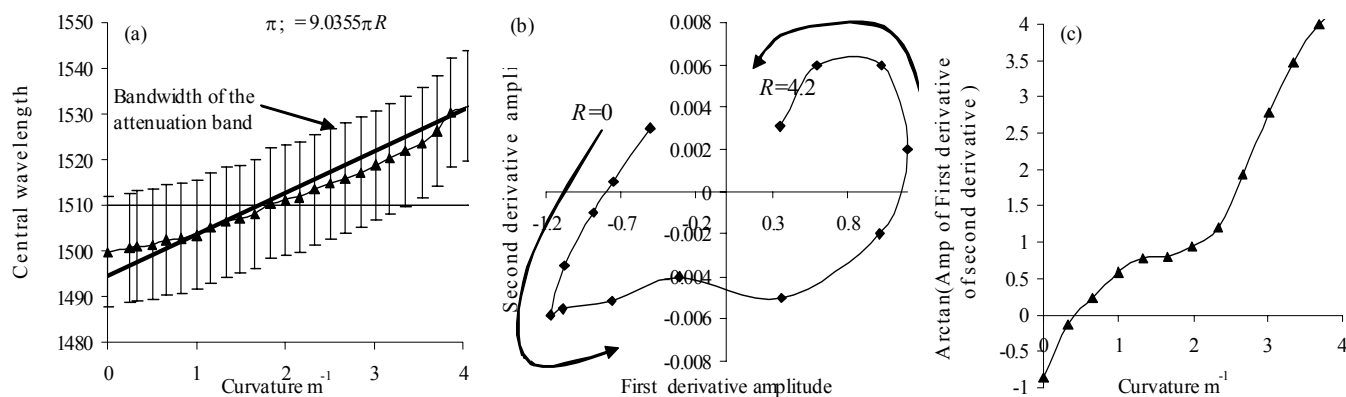 (a)
π; =9.0355πR
Central wavelength
1550
1540
1530
1520
1510
1500
1490
1480
Bandwidth of the
attenuation band
0 1 2 3 4
Curvature m-1
(b)
Second derivative ampli
0.008
0.006
0.004
0.002
0
-0.002
-0.004
-0.006
-0.008
-1.2 -0.7 -0.2 0.3 0.8
R=0
R=4.2
First derivative amplitude
(c)
Arctan(Amp of First derivative
of second derivative )
4
3.5
3
2.5
2
1.5
1
0.5
0
-0.5
-1
0 1 2 3 4
Curvature m-1